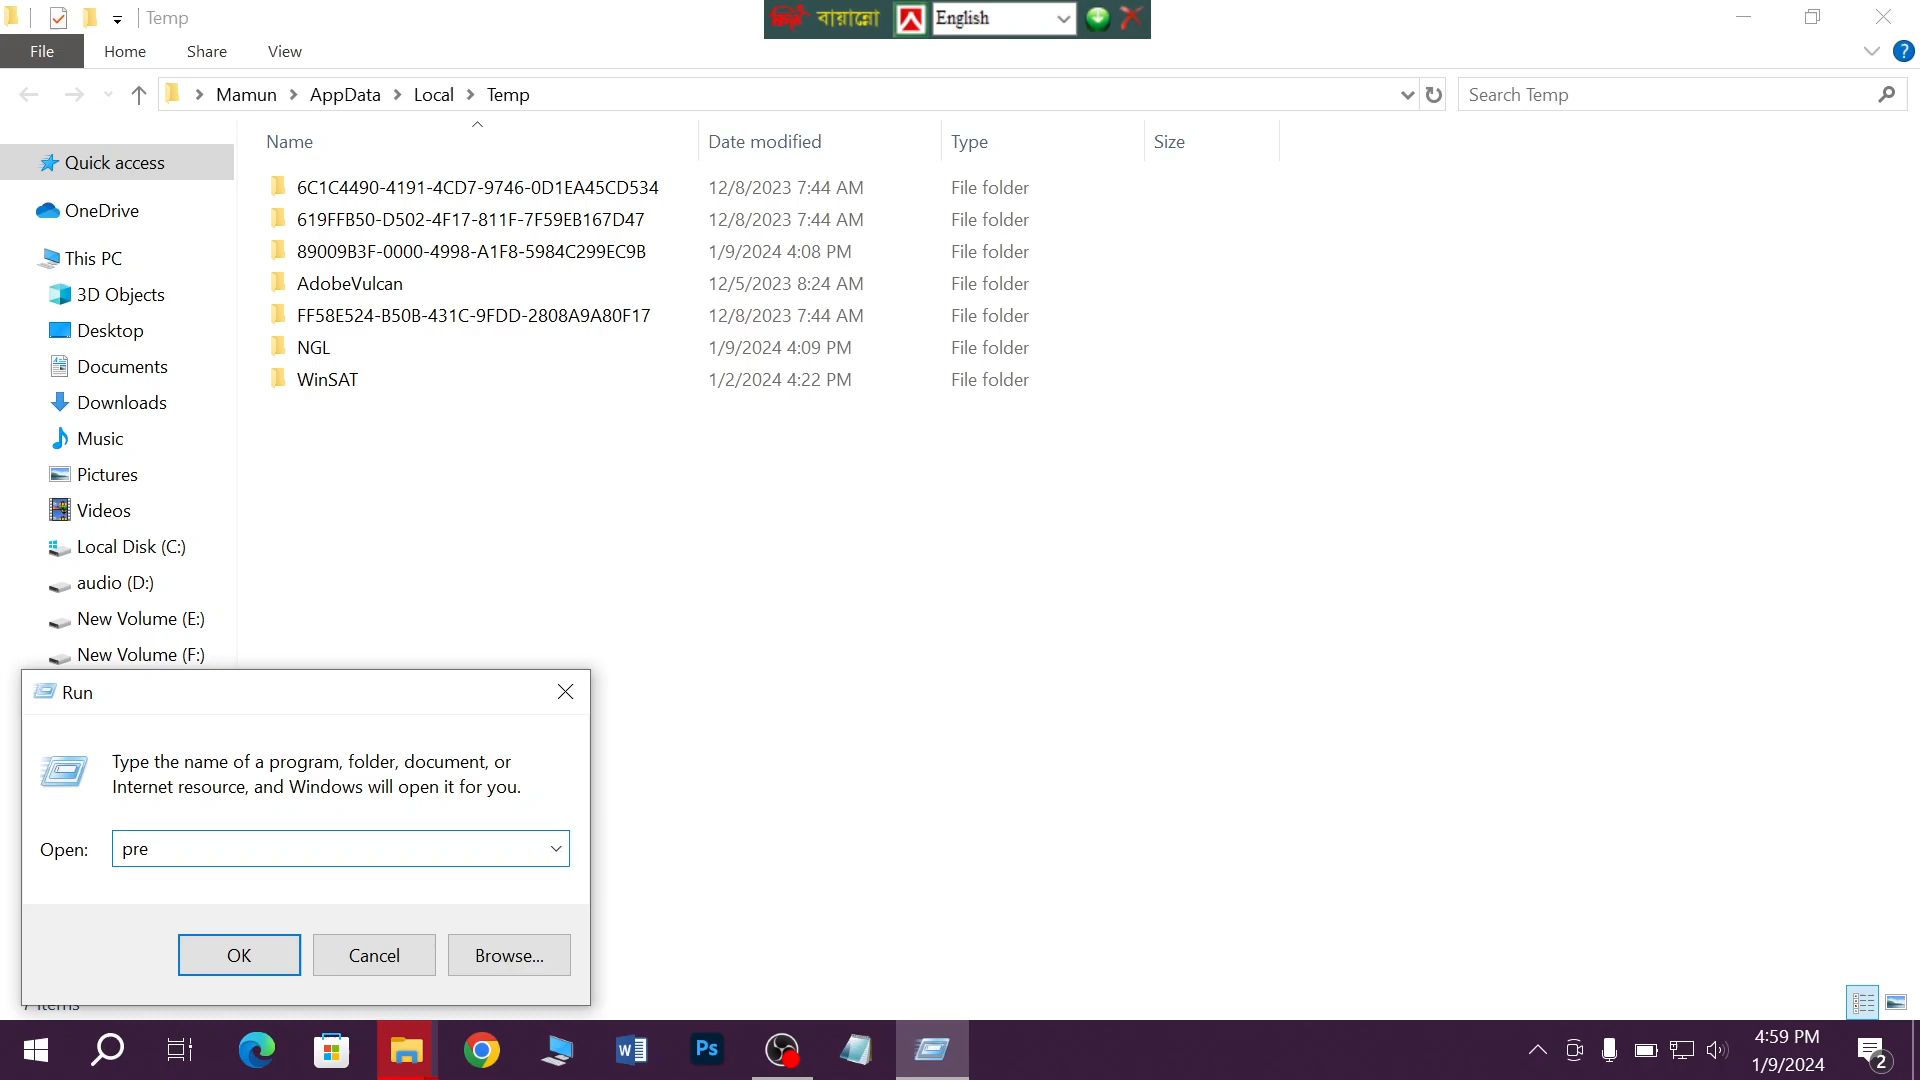 Temp
বায়ান্নো
English
File
Home
Share
View
?
Mamun
AppData
Local
Temp
Search Temp
Name
Date modified
Type
Size
6C1C4490-4191-4CD7-9746-0D1EA45CD534 12/8/2023 7:44 AM File folder
619FFB50-D502-4F17-811F-7F59EB167D47 12/8/2023 7:44 AM File folder
89009B3F-0000-4998-A1F8-5984C299EC9B 1/9/2024 4:08 PM File folder
AdobeVulcan 12/5/2023 8:24 AM File folder
FF58E524-B50B-431C-9FDD-2808A9A80F17 12/8/2023 7:44 AM File folder
NGL 1/9/2024 4:09 PM File folder
WinSAT 1/2/2024 4:22 PM File folder
Quick access
OneDrive
This PC
3D Objects
Desktop
Documents
Downloads
Music
Pictures
Videos
Local Disk (C:)
audio (D:)
New Volume (E:)
New Volume (F:)
Run
Type the name of a program, folder, document, or
Internet resource, and Windows will open it for you.
Open:
pre
OK
Cancel
Browse...
7 items
W
Ps
4:59 PM
1/9/2024
2